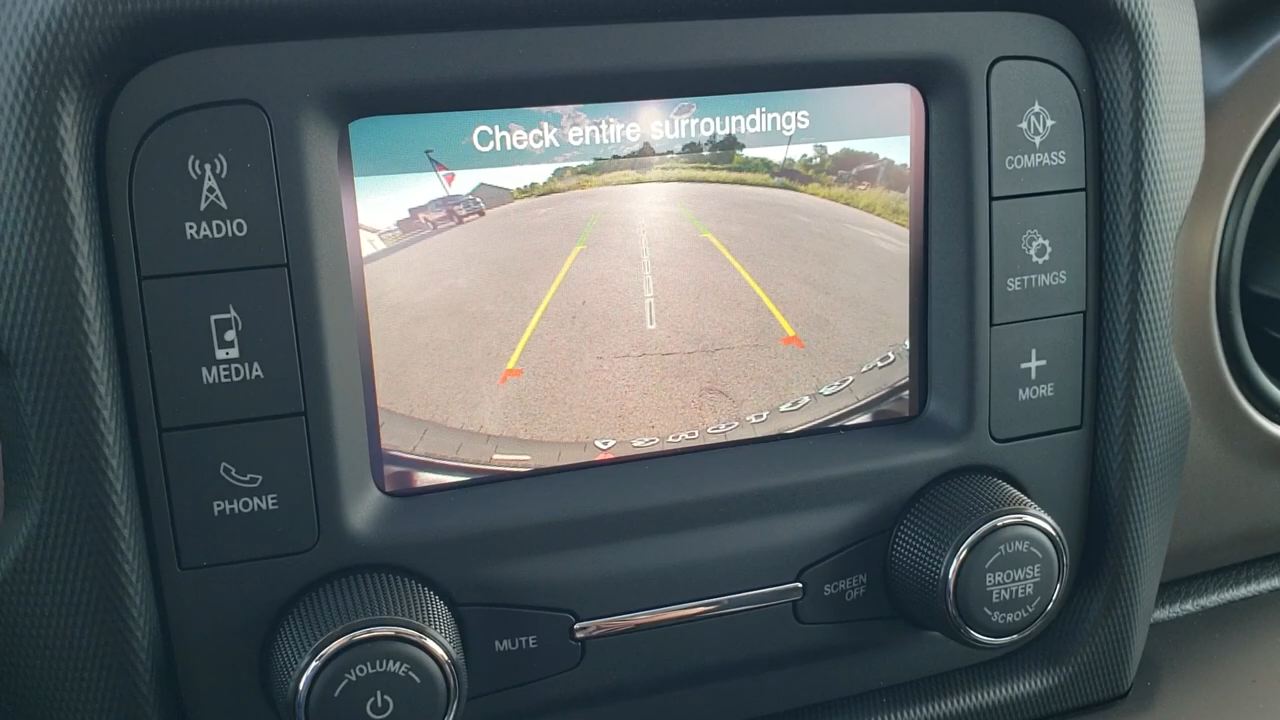 Check entire surroundings
RADIO
MEDIA
PHONE
N
COMPASS
SETTINGS
MORE
VOLUME
MUTE
SCREEN
OFF
TUNE
BROWSE
ENTER
SCROLL